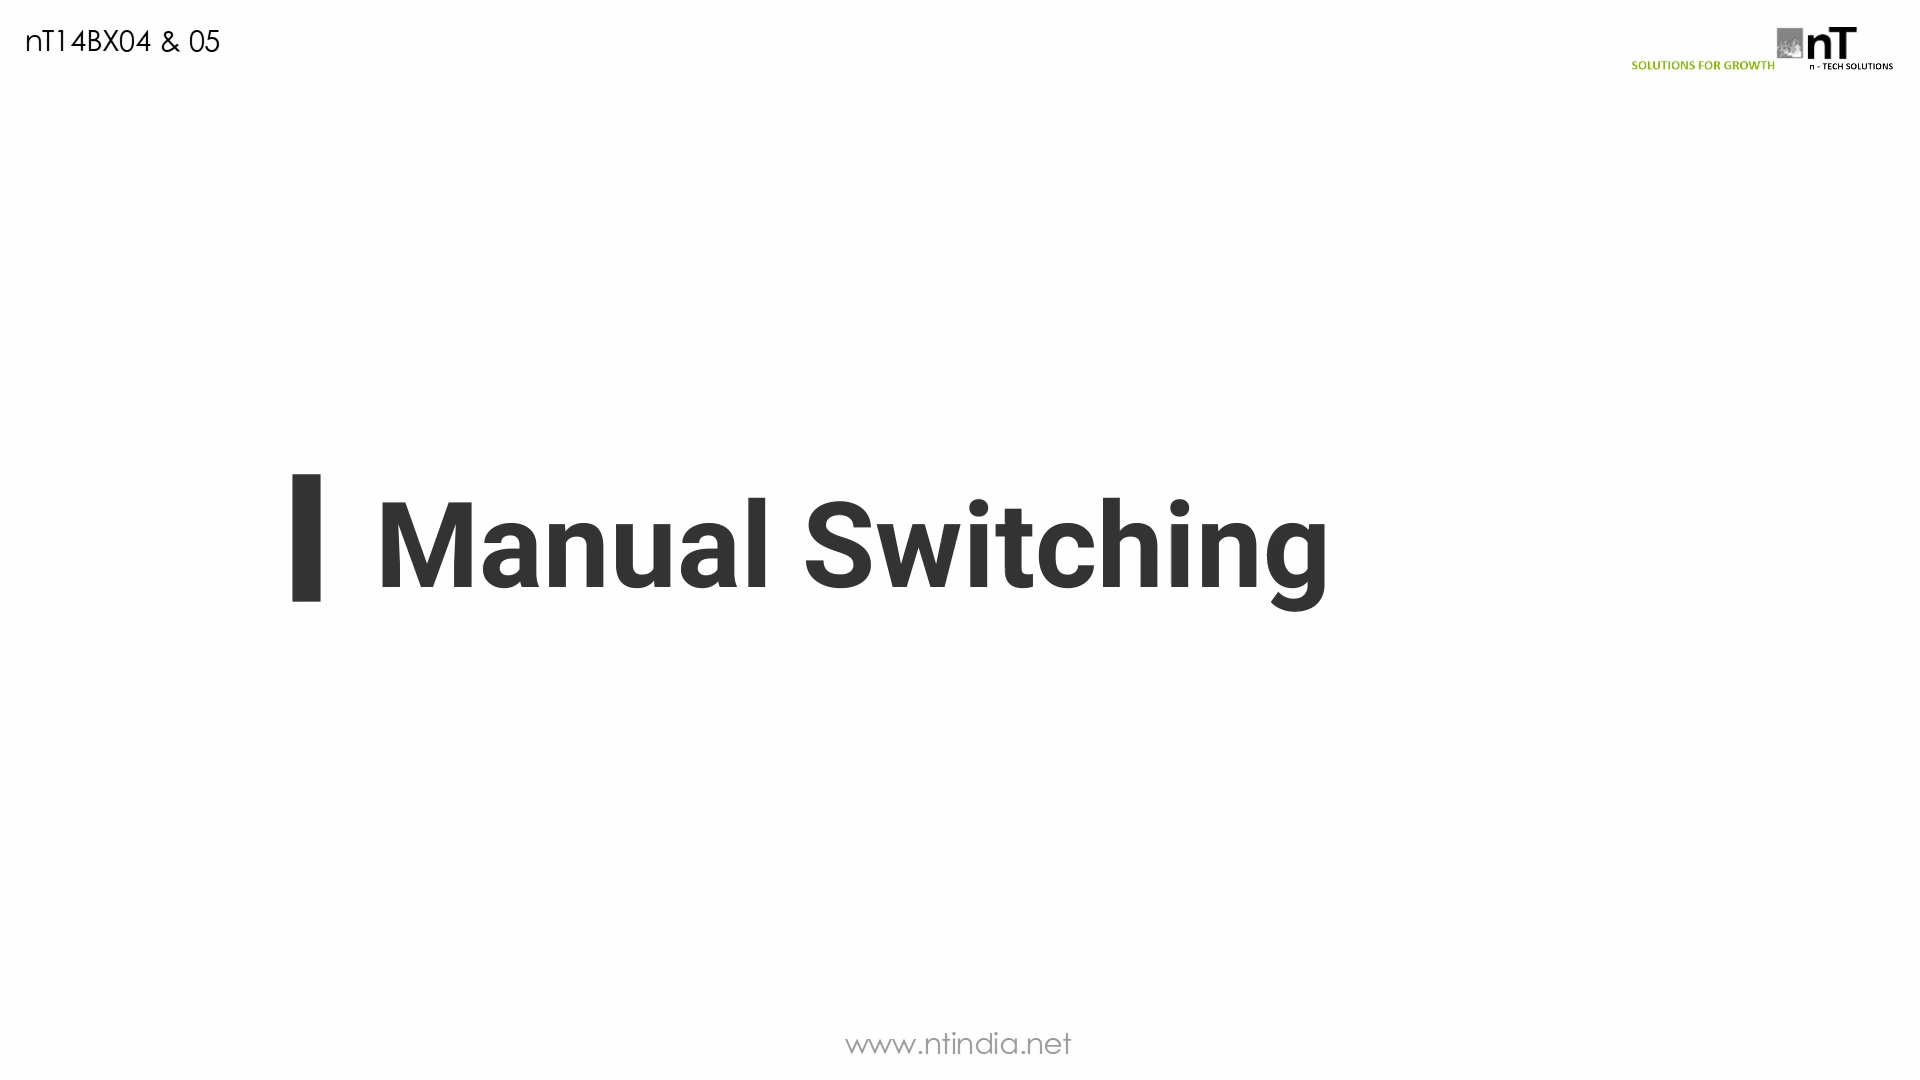 nT14BX04 & 05
nT
SOLUTIONS FOR GROWTH
n - TECH SOLUTIONS
Manual Switching
www.ntindia.net